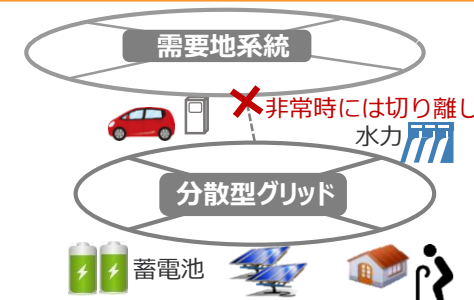 需要地系統
非常時には切り離し
水力
分散型グリッド
蓄電池